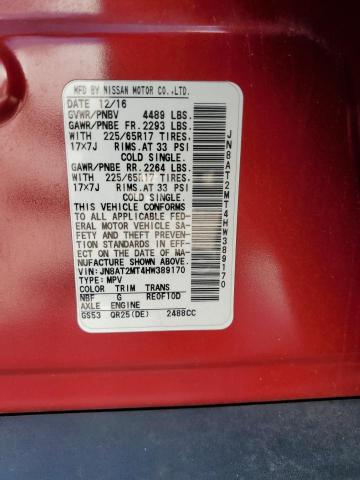 MFD BY NISSAN MOTOR CO.,LTD.
DATE 12/16
GVWR/PNBV 4489 LBS.
GAWR/PNBE FR. 2293 LBS.
WITH 225/65R17 TIRES.
17X7J RIMS.AT 33 PSI
COLD SINGLE.
GAWR/PNBE RR. 2264 LBS.
WITH 225/65R17 TIRES.
17X7J RIMS.AT 33 PSI
COLD SINGLE.
THIS VEHICLE CONFORMS
TO ALL APPLICABLE FED-
ERAL MOTOR VEHICLE SA-
FETY AND THEFT PREVEN-
TION STANDARDS IN EFF-
ECT ON THE DATE OF MA-
NUFACTURE SHOWN ABOVE.
VIN:JN8AT2MT4HW389170
TYPE:MPV
COLOR TRIM TRANS
NBF G RE0F10D
AXLE ENGINE
GS53 QR25(DE) 2488CC
JN8AT2MT4HW389170